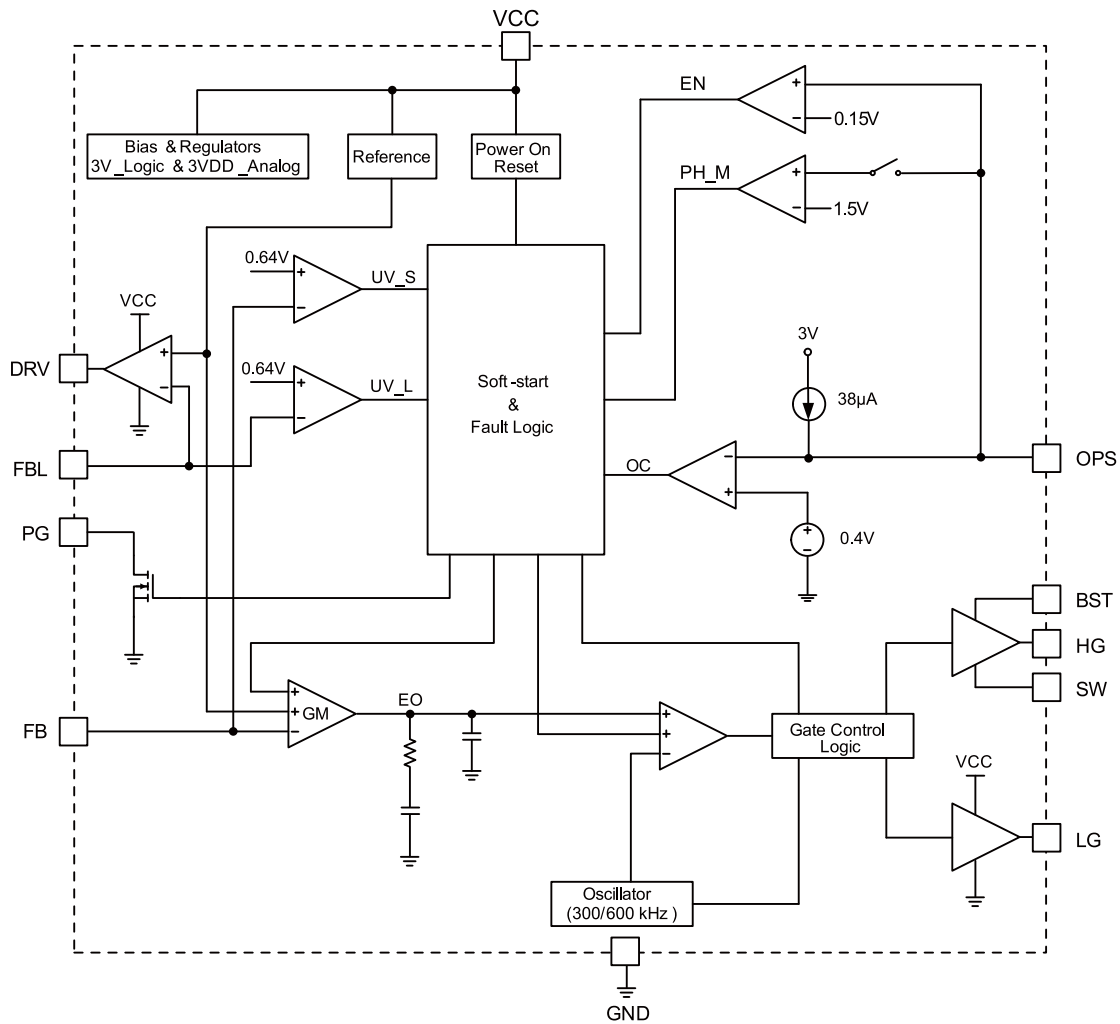 VCC
EN
+
−
0.15V
Bias & Regulators
3V_Logic & 3VDD_Analog
Reference
Power On
Reset
PH_M
+
−
1.5V
0.64V
+
−
UV_S
VCC
DRV
+
−
0.64V
+
−
UV_L
Soft-start
&
Fault Logic
3V
38µA
FBL
OC
−
+
OPS
PG
+
−
0.4V
BST
HG
SW
FB
+
+
−
GM
EO
+
+
−
Gate Control
Logic
VCC
LG
Oscillator
(300/600 kHz)
GND